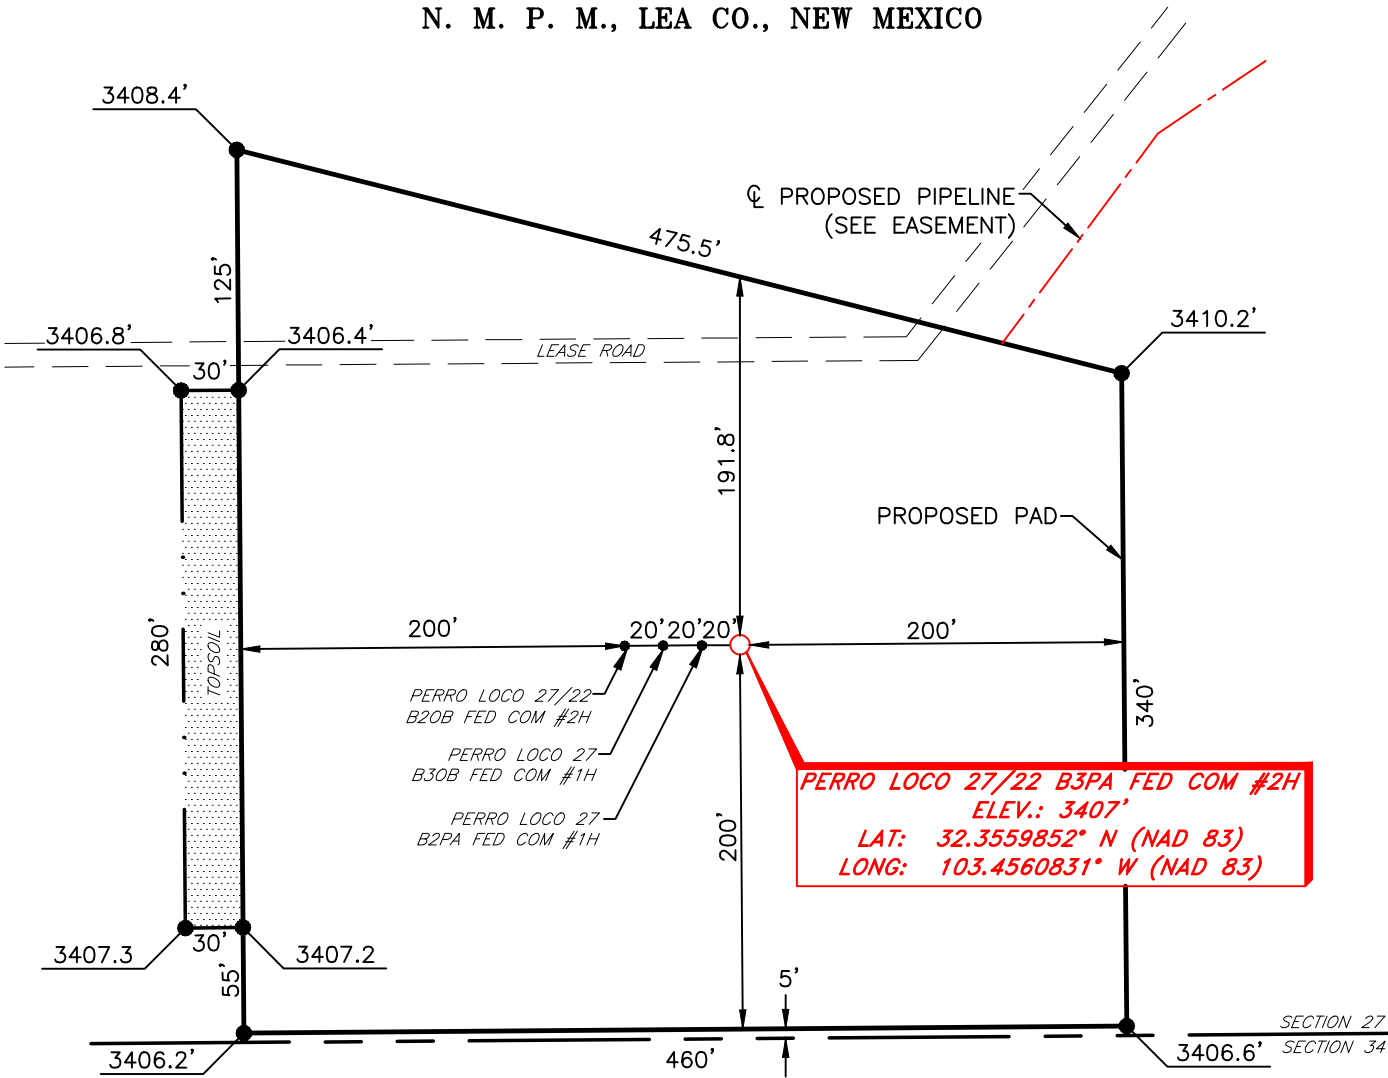 N. M. P. M., LEA CO., NEW MEXICO
3408.4'
℄ PROPOSED PIPELINE
(SEE EASEMENT)
475.5'
125'
3406.8'
3406.4'
3410.2'
LEASE ROAD
30'
191.8'
PROPOSED PAD
280'
TOPSOIL
200'
20'
20'
20'
200'
340'
PERRO LOCO 27/22
B2OB FED COM #2H
PERRO LOCO 27
B3OB FED COM #1H
PERRO LOCO 27
B2PA FED COM #1H
200'
PERRO LOCO 27/22 B3PA FED COM #2H
ELEV.: 3407'
LAT: 32.3559852° N (NAD 83)
LONG: 103.4560831° W (NAD 83)
3407.3
30'
3407.2
55'
5'
SECTION 27
SECTION 34
3406.2'
460'
3406.6'